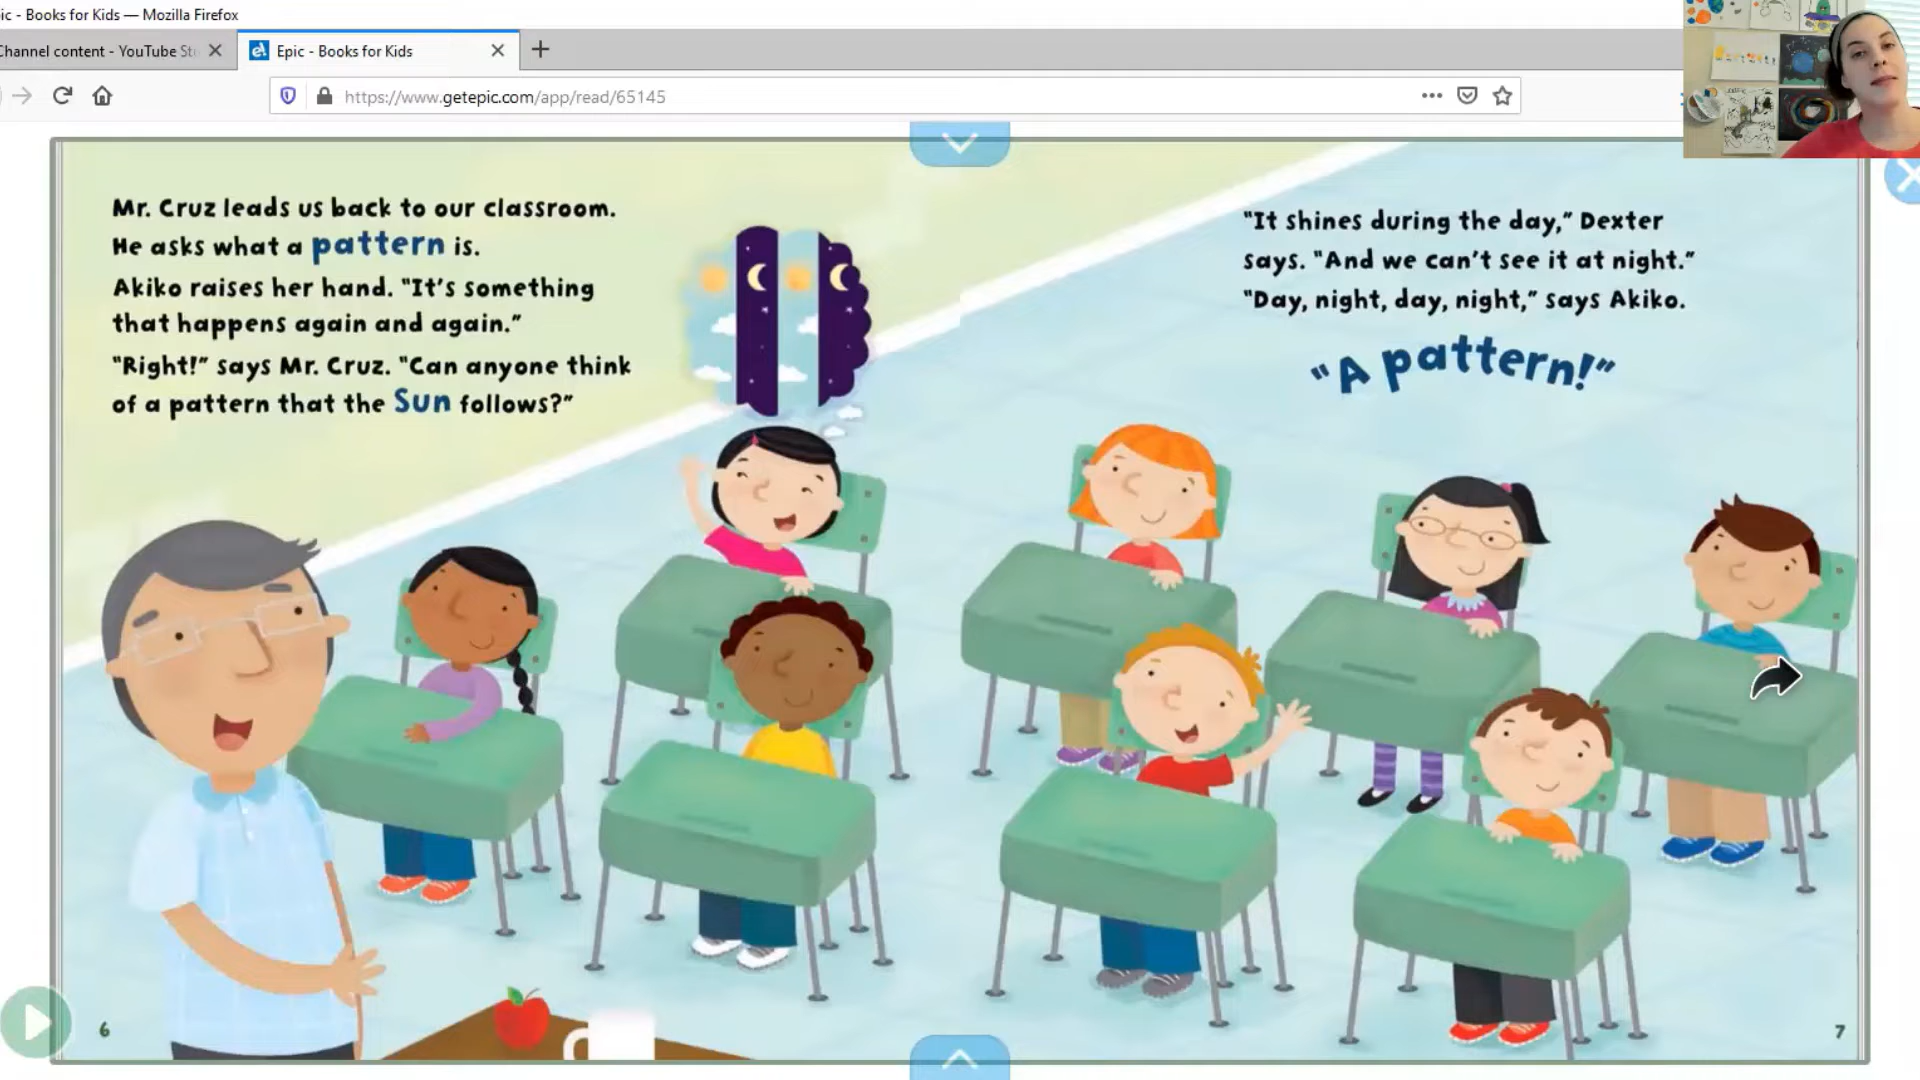 ic - Books for Kids — Mozilla Firefox
Channel content - YouTube St
Epic - Books for Kids
https://www.getepic.com/app/read/65145
Mr. Cruz leads us back to our classroom.
He asks what a pattern is.
Akiko raises her hand. "It's something
that happens again and again."
"Right!" says Mr. Cruz. "Can anyone think
of a pattern that the Sun follows?"
"It shines during the day," Dexter
says. "And we can't see it at night."
"Day, night, day, night," says Akiko.
"A pattern!"
6
7